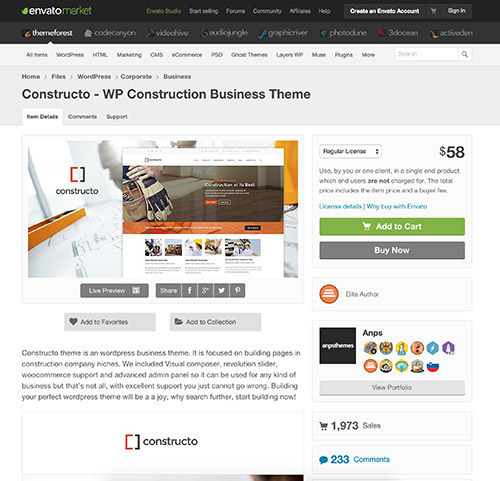 envatomarket
Envato Studio Start selling Forums Community Affiliates Help Create an Envato Account Sign In
themeforest codecanyon videohive audiojungle graphicriver photodune 3docean activeden
All Items WordPress HTML Marketing CMS eCommerce PSD Ghost Themes Layers WP Muse Plugins More Search
Home > Files > WordPress > Corporate > Business
Constructo - WP Construction Business Theme
Item Details Comments Support
constructo
Construction at its Best
Live Preview Share
Add to Favorites Add to Collection
Constructo theme is an wordpress business theme. It is focused on building pages in
construction company niches. We included Visual composer, revolution slider,
woocommerce support and advanced admin panel so it can be used for any kind of
business but that's not all, with excellent support you just cannot go wrong. Building
your perfect wordpress theme will be a a joy, why search further, start building now!
constructo
Regular License $58
Use, by you or one client, in a single end product
which end users are not charged for. The total
price includes the item price and a buyer fee.
License details | Why buy with Envato
Add to Cart
Buy Now
Elite Author
anpsthemes
Anps
View Portfolio
1,973 Sales
233 Comments